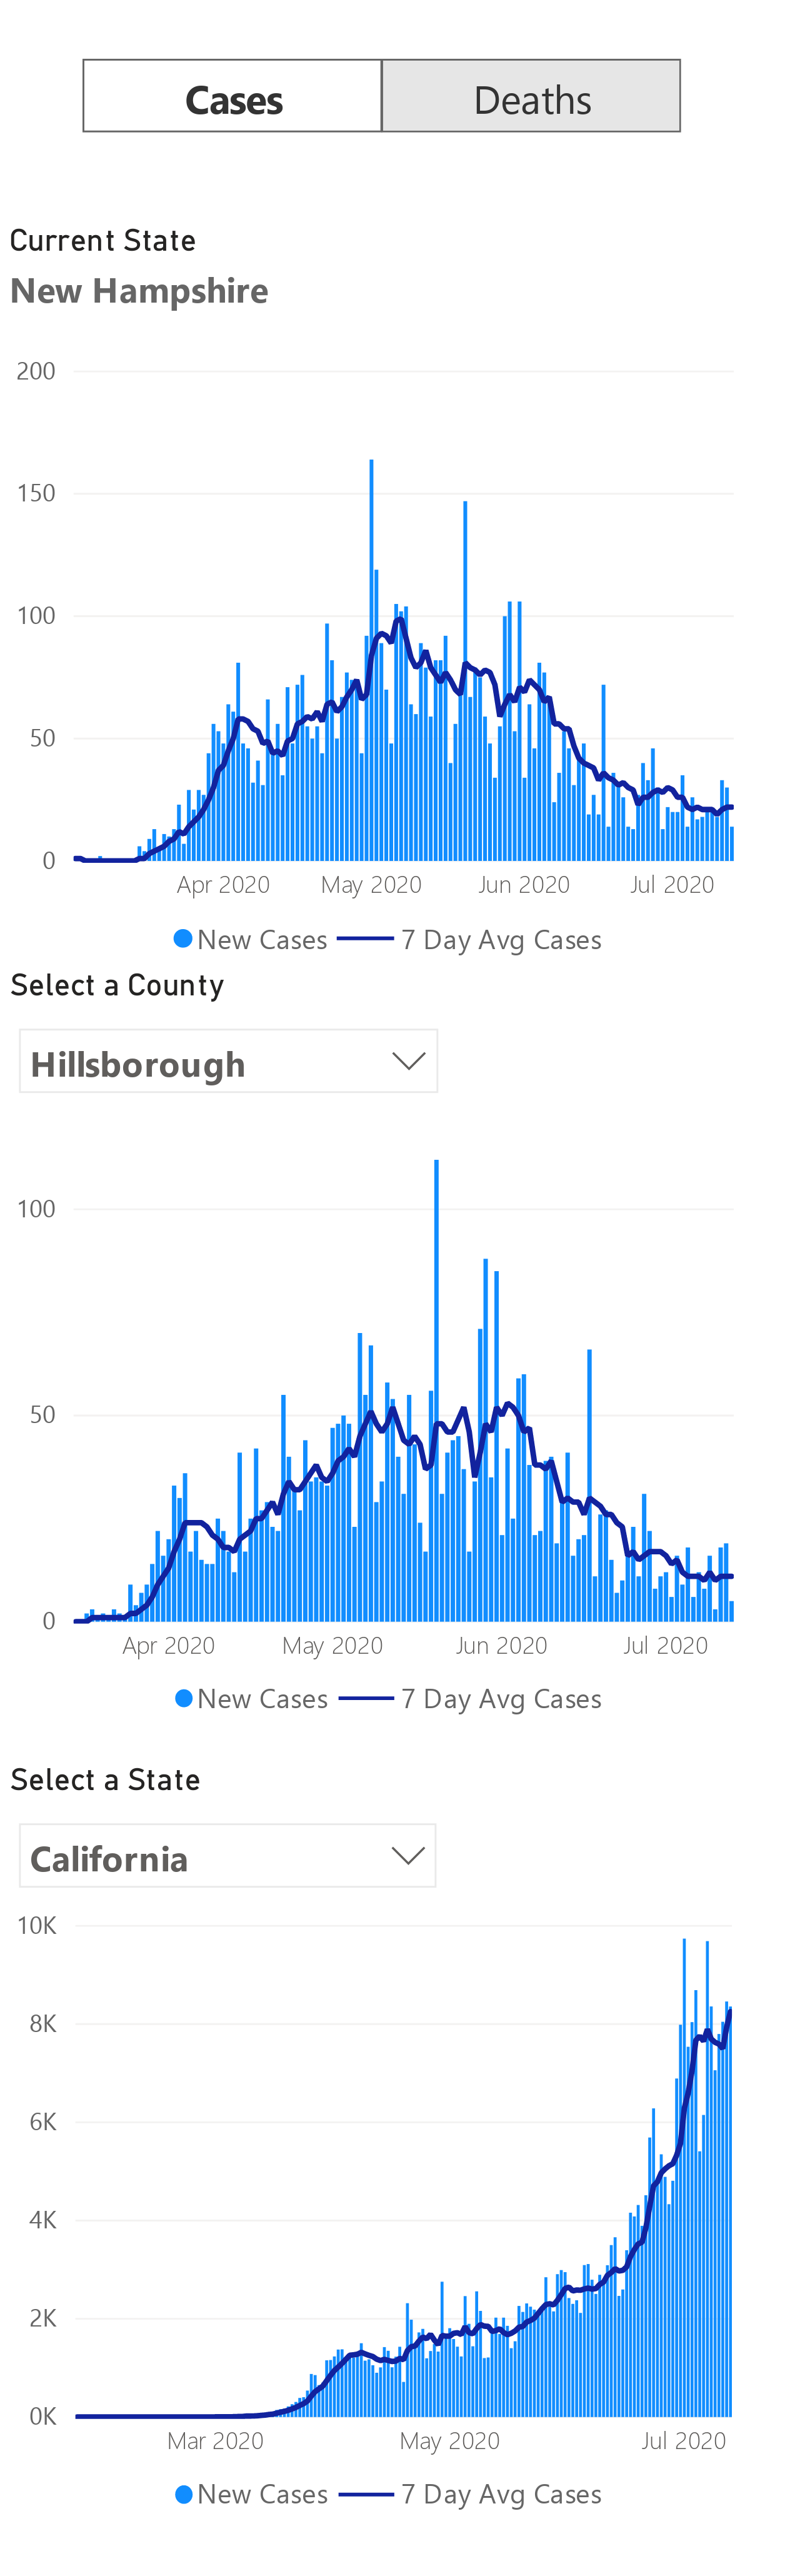 Cases Deaths
Current State
New Hampshire
200
150
100
50
0
Apr 2020 May 2020 Jun 2020 Jul 2020
New Cases 7 Day Avg Cases
Select a County
Hillsborough
100
50
0
Apr 2020 May 2020 Jun 2020 Jul 2020
New Cases 7 Day Avg Cases
Select a State
California
10K
8K
6K
4K
2K
0K
Mar 2020 May 2020 Jul 2020
New Cases 7 Day Avg Cases